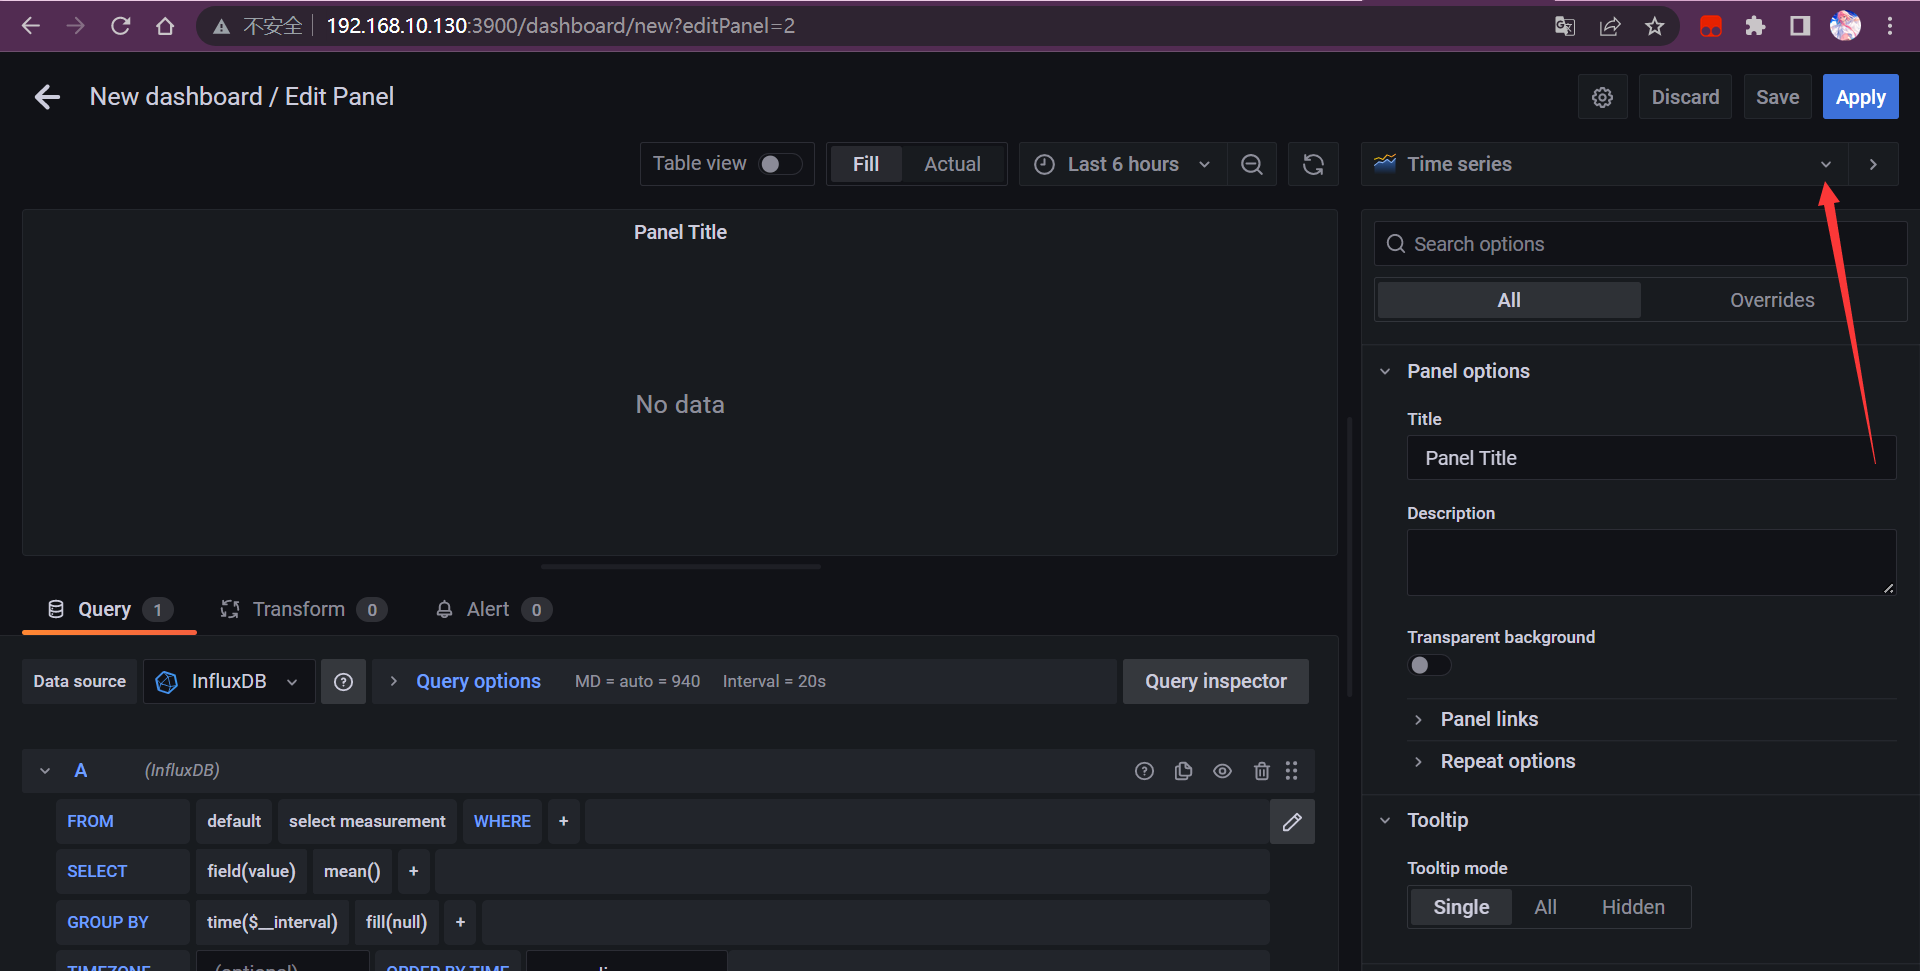 不安全 192.168.10.130:3900/dashboard/new?editPanel=2
New dashboard / Edit Panel
Discard Save Apply
Table view Fill Actual Last 6 hours Time series
Panel Title
No data
Search options
All Overrides
Panel options
Title
Panel Title
Description
Transparent background
Panel links
Repeat options
Tooltip
Tooltip mode
Single All Hidden
Query 1 Transform 0 Alert 0
Data source InfluxDB Query options MD = auto = 940 Interval = 20s Query inspector
A (InfluxDB)
FROM default select measurement WHERE +
SELECT field(value) mean() +
GROUP BY time($__interval) fill(null) +
TIMEZONE (optional) ORDER BY TIME